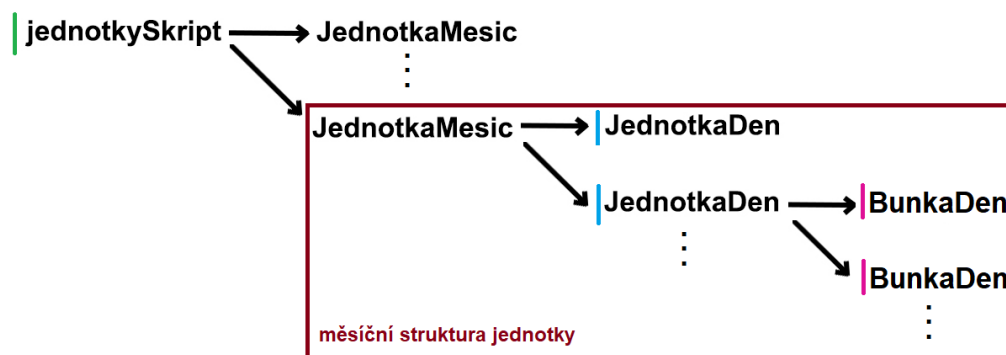 jednotkySkript
JednotkaMesic
JednotkaMesic
JednotkaDen
JednotkaDen
BunkaDen
BunkaDen
měsíční struktura jednotky